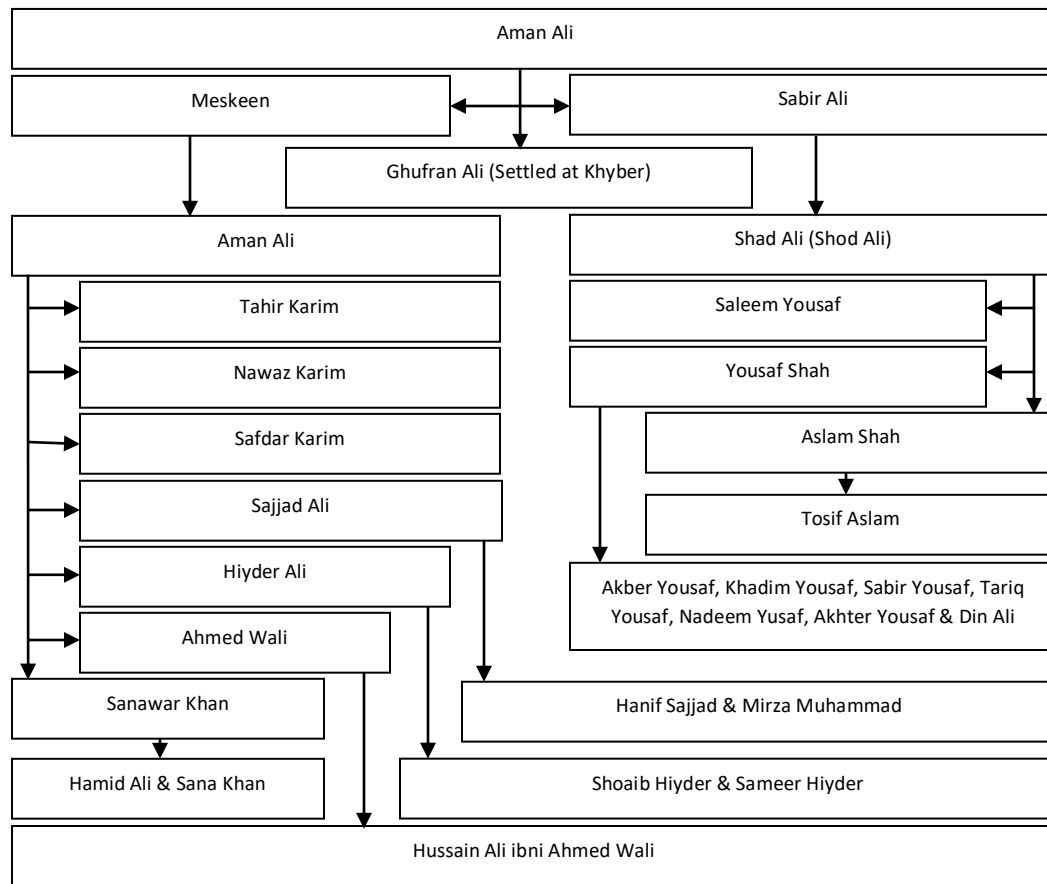 Aman Ali
Meskeen
Sabir Ali
Ghufran Ali (Settled at Khyber)
Aman Ali
Shad Ali (Shod Ali)
Tahir Karim
Saleem Yousaf
Nawaz Karim
Yousaf Shah
Safdar Karim
Aslam Shah
Sajjad Ali
Tosif Aslam
Hiyder Ali
Akber Yousaf, Khadim Yousaf, Sabir Yousaf, Tariq
Yousaf, Nadeem Yusaf, Akhter Yousaf & Din Ali
Ahmed Wali
Sanawar Khan
Hanif Sajjad & Mirza Muhammad
Hamid Ali & Sana Khan
Shoaib Hiyder & Sameer Hiyder
Hussain Ali ibni Ahmed Wali